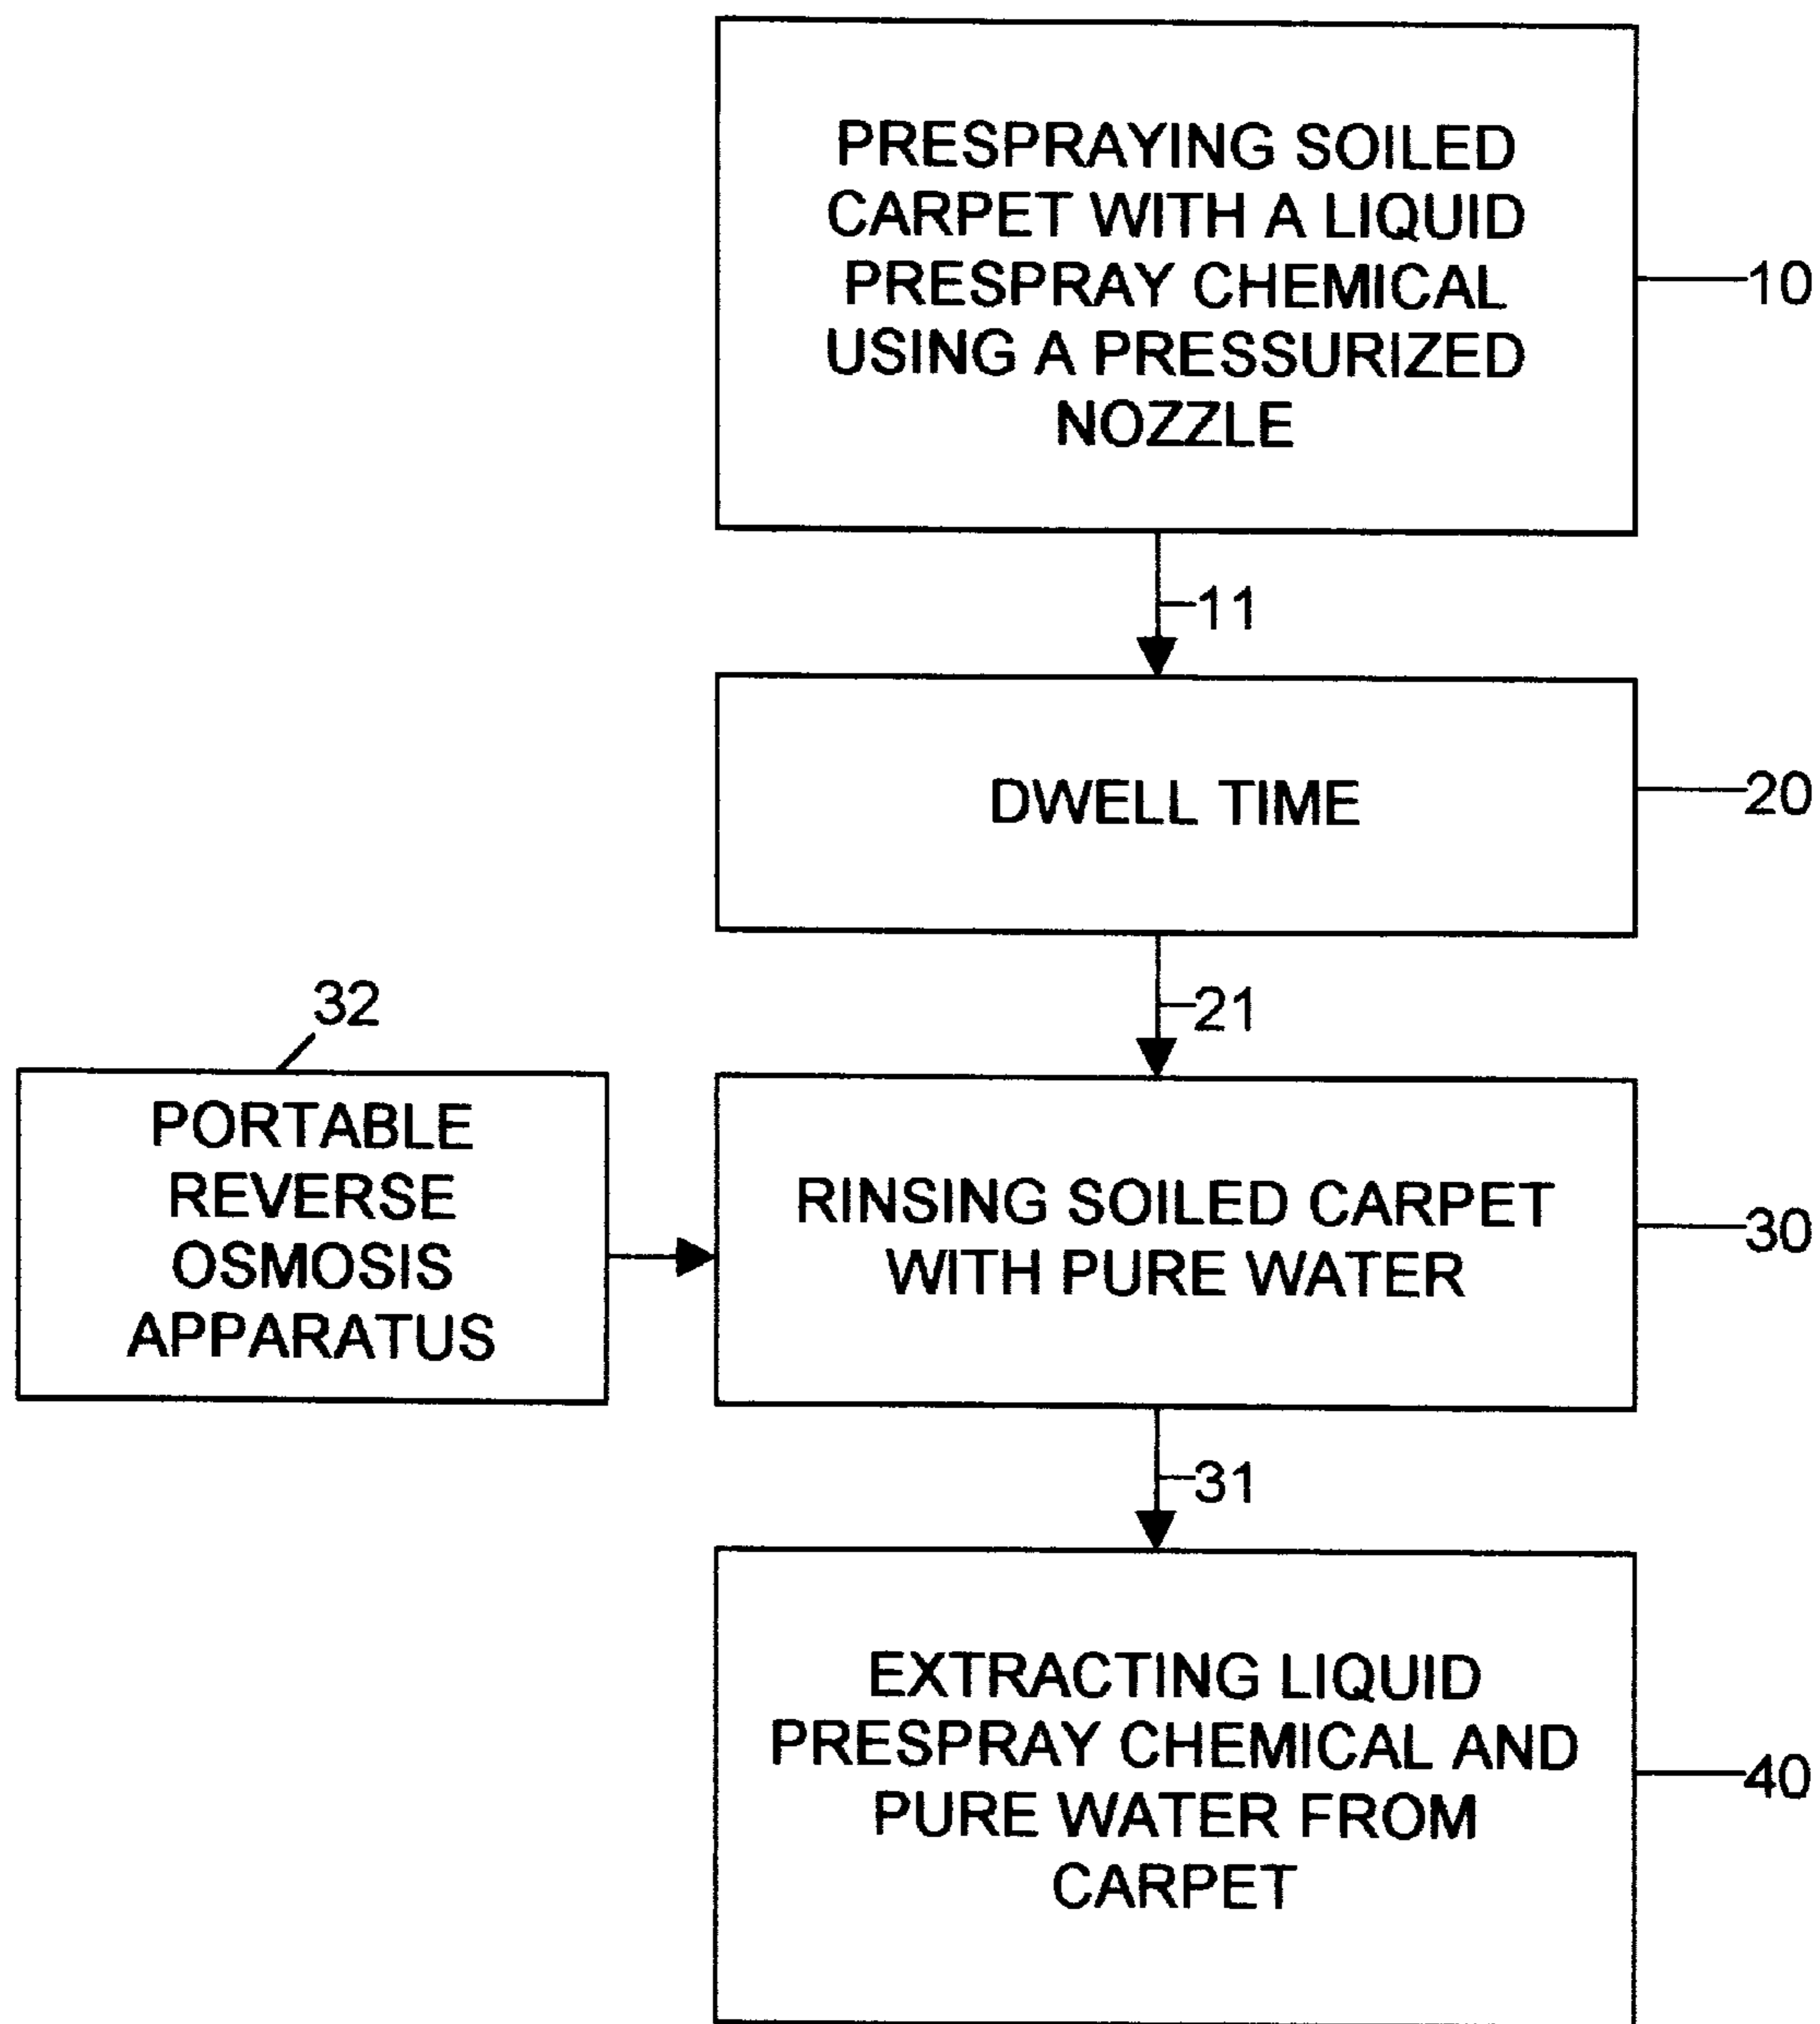 PRESPRAYING SOILED
CARPET WITH A LIQUID
PRESPRAY CHEMICAL
USING A PRESSURIZED
NOZZLE
10
11
DWELL TIME
20
21
32
PORTABLE
REVERSE
OSMOSIS
APPARATUS
RINSING SOILED CARPET
WITH PURE WATER
30
31
EXTRACTING LIQUID
PRESPRAY CHEMICAL AND
PURE WATER FROM
CARPET
40